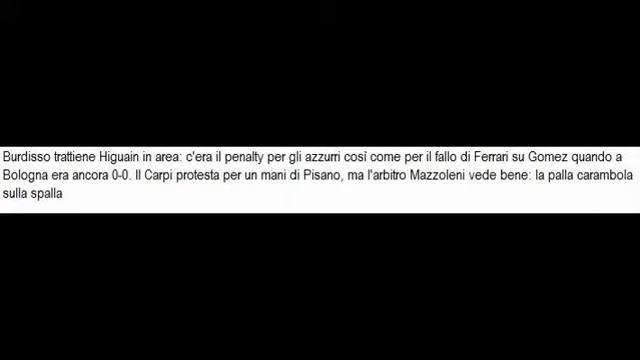 Burdisso trattiene Higuain in area: c'era il penalty per gli azzurri così come per il fallo di Ferrari su Gomez quando a
Bologna era ancora 0-0. Il Carpi protesta per un mani di Pisano, ma l'arbitro Mazzoleni vede bene: la palla carambola
sulla spalla